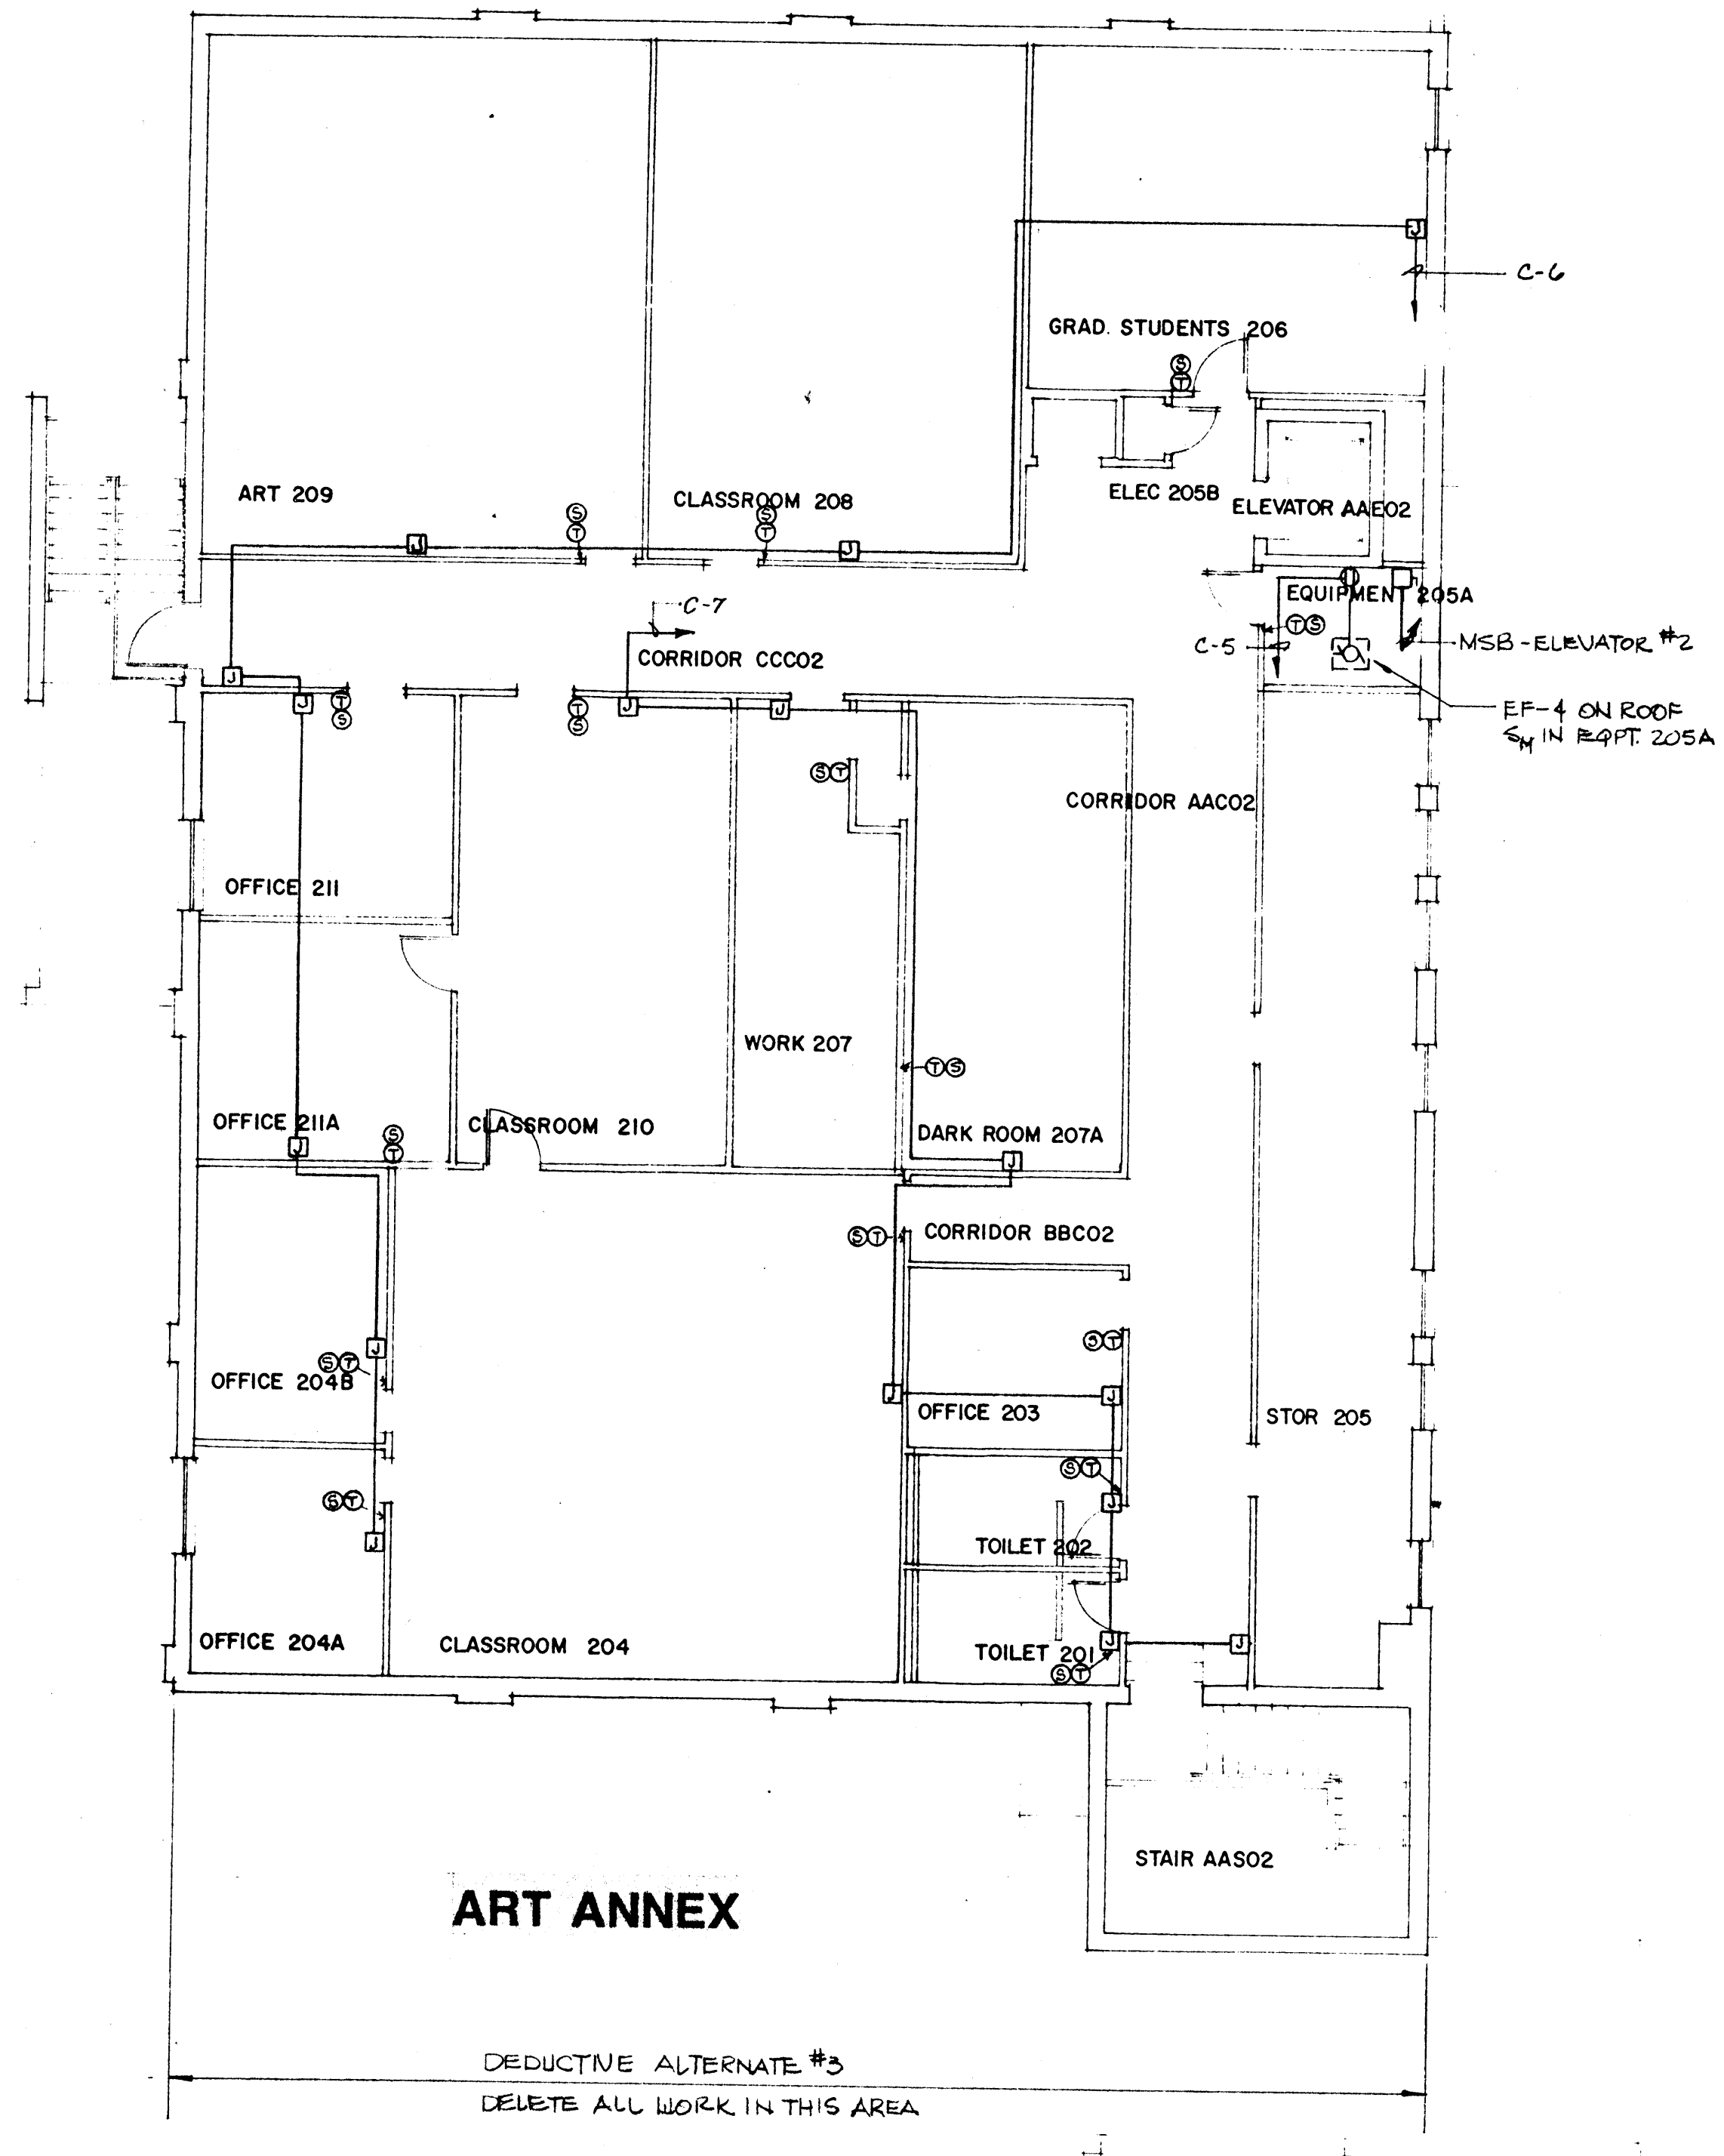 J
C-6
GRAD. STUDENTS 206
S
T
ART 209
CLASSROOM 208
ELEC 205B
ELEVATOR AAE02
S
T
S
T
J
J
EQUIPMENT 205A
C-7
T S
C-5
MSB-ELEVATOR #2
CORRIDOR CCC02
J
J
T
S
T
S
J
J
EF-4 ON ROOF
SM IN EQPT. 205A
S T
CORRIDOR AAC02
OFFICE 211
WORK 207
T S
OFFICE 211A
CLASSROOM 210
DARK ROOM 207A
J
S
T
J
S T
CORRIDOR BBC02
J
S T
S T
OFFICE 204B
J
J
OFFICE 203
STOR 205
S T
S T
J
J
TOILET 202
OFFICE 204A
CLASSROOM 204
TOILET 201
J
J
S T
STAIR AAS02
ART ANNEX
DEDUCTIVE ALTERNATE #3
DELETE ALL WORK IN THIS AREA